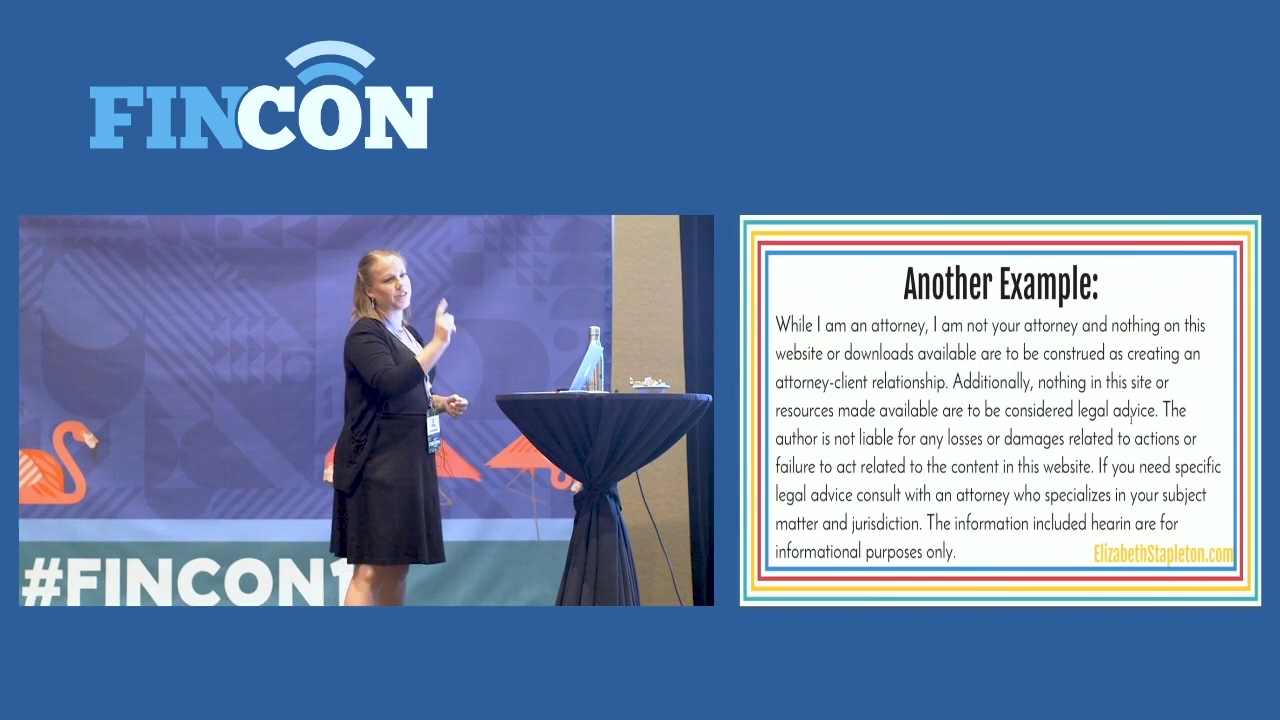 FINCON
#FINCON1
Another Example:
While I am an attorney, I am not your attorney and nothing on this
website or downloads available are to be construed as creating an
attorney-client relationship. Additionally, nothing in this site or
resources made available are to be considered legal advice. The
author is not liable for any losses or damages related to actions or
failure to act related to the content in this website. If you need specific
legal advice consult with an attorney who specializes in your subject
matter and jurisdiction. The information included hearin are for
informational purposes only.
ElizabethStapleton.com